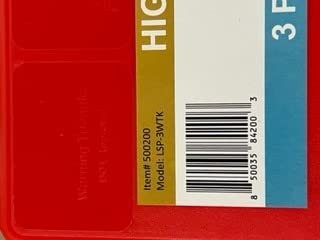 HIG
3 F
Item# 500200
Model: LSP-3WTK
8 50035 84200 3